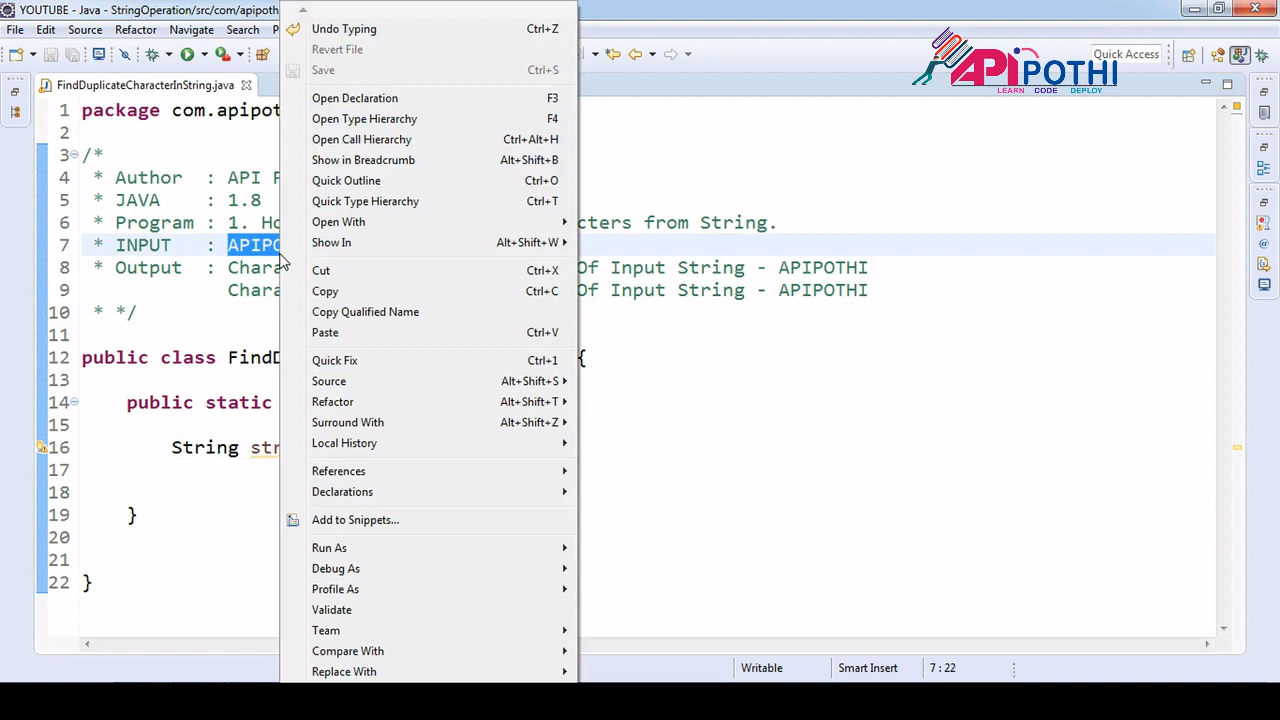 YOUTUBE - Java - StringOperation/src/com/apipoth
File Edit Source Refactor Navigate Search
Quick Access
APIPOTHI
LEARN CODE DEPLOY
FindDuplicateCharacterInString.java
1 package com.apipot
2
3 /*
4 * Author : API
5 * JAVA : 1.8
6 * Program : 1. cters from String.
7 * INPUT : APIPO
8 * Output : Chara Of Input String - APIPOTHI
9 Chara Of Input String - APIPOTHI
10 * */
11
12 public class FindD {
13
14 public static
15
16 String str
17
18
19 }
20
21
22 }
Undo Typing Ctrl+Z
Revert File
Save Ctrl+S
Open Declaration F3
Open Type Hierarchy F4
Open Call Hierarchy Ctrl+Alt+H
Show in Breadcrumb Alt+Shift+B
Quick Outline Ctrl+O
Quick Type Hierarchy Ctrl+T
Open With
Show In Alt+Shift+W
Cut Ctrl+X
Copy Ctrl+C
Copy Qualified Name
Paste Ctrl+V
Quick Fix Ctrl+1
Source Alt+Shift+S
Refactor Alt+Shift+T
Surround With Alt+Shift+Z
Local History
References
Declarations
Add to Snippets...
Run As
Debug As
Profile As
Validate
Team
Compare With
Replace With
Writable Smart Insert 7 : 22